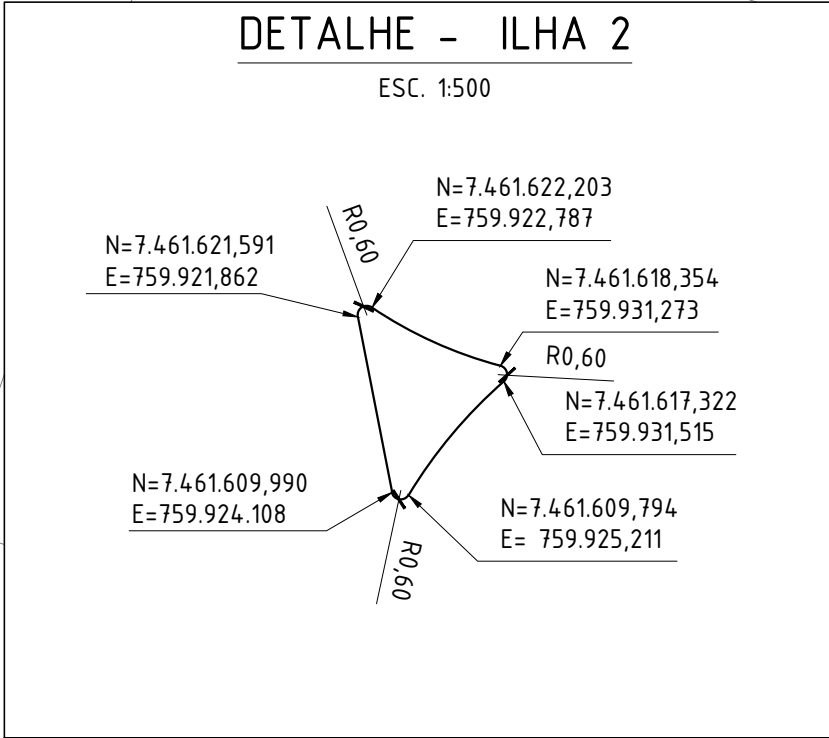 DETALHE - ILHA 2
ESC. 1:500
N=7.461.622,203
E=759.922,787
R0,60
N=7.461.621,591
E=759.921,862
N=7.461.618,354
E=759.931,273
R0,60
N=7.461.617,322
E=759.931,515
N=7.461.609,990
E=759.924.108
N=7.461.609,794
E= 759.925,211
R0,60